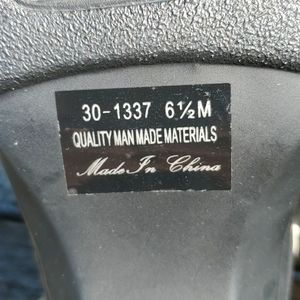 30-1337 6½M
QUALITY MAN MADE MATERIALS
Made In China